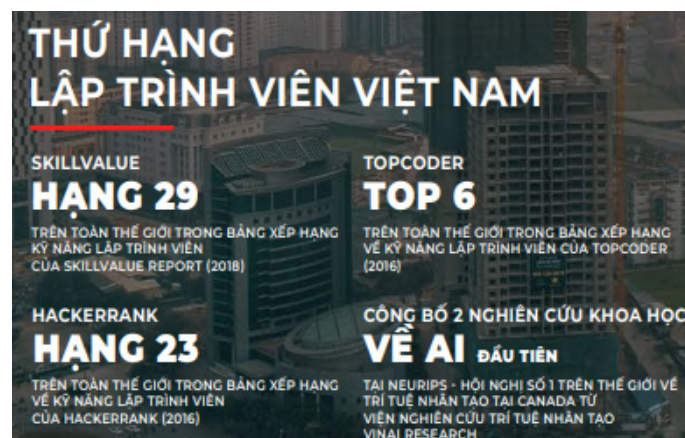 THỨ HẠNG
LẬP TRÌNH VIÊN VIỆT NAM
SKILLVALUE
HẠNG 29
TRÊN TOÀN THẾ GIỚI TRONG BẢNG XẾP HẠNG
KỸ NĂNG LẬP TRÌNH VIÊN
CỦA SKILLVALUE REPORT (2018)
TOPCODER
TOP 6
TRÊN TOÀN THẾ GIỚI TRONG BẢNG XẾP HẠNG
VỀ KỸ NĂNG LẬP TRÌNH VIÊN CỦA TOPCODER
(2016)
HACKERRANK
HẠNG 23
TRÊN TOÀN THẾ GIỚI TRONG BẢNG XẾP HẠNG
VỀ KỸ NĂNG LẬP TRÌNH VIÊN
CỦA HACKERRANK (2016)
CÔNG BỐ 2 NGHIÊN CỨU KHOA HỌC
VỀ AI ĐẦU TIÊN
TẠI NEURIPS - HỘI NGHỊ SỐ 1 TRÊN THẾ GIỚI VỀ
TRÍ TUỆ NHÂN TẠO TẠI CANADA TỪ
VIỆN NGHIÊN CỨU TRÍ TUỆ NHÂN TẠO
VINAI RESEARCH